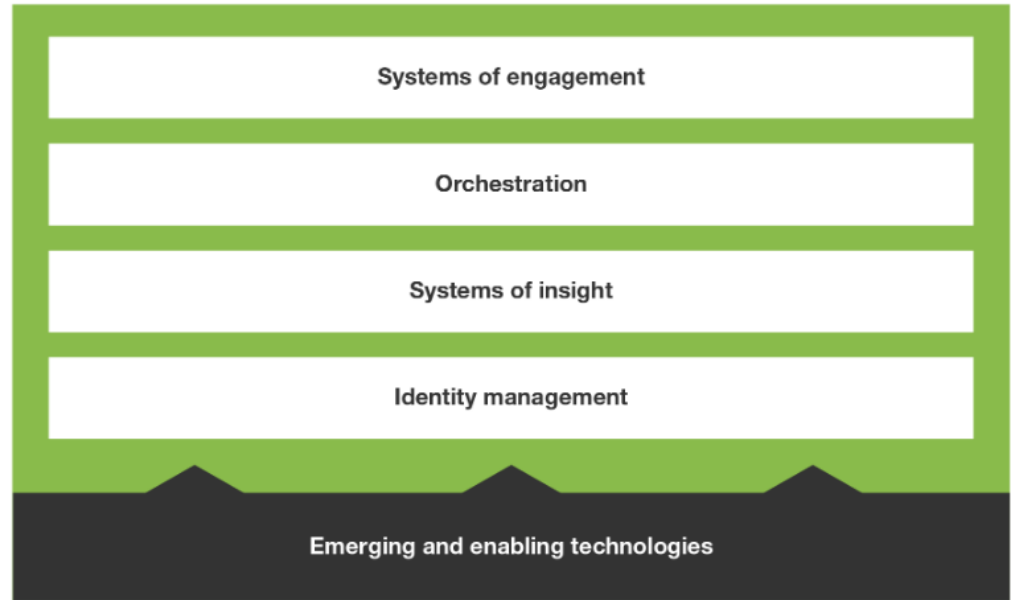 Systems of engagement
Orchestration
Systems of insight
Identity management
Emerging and enabling technologies